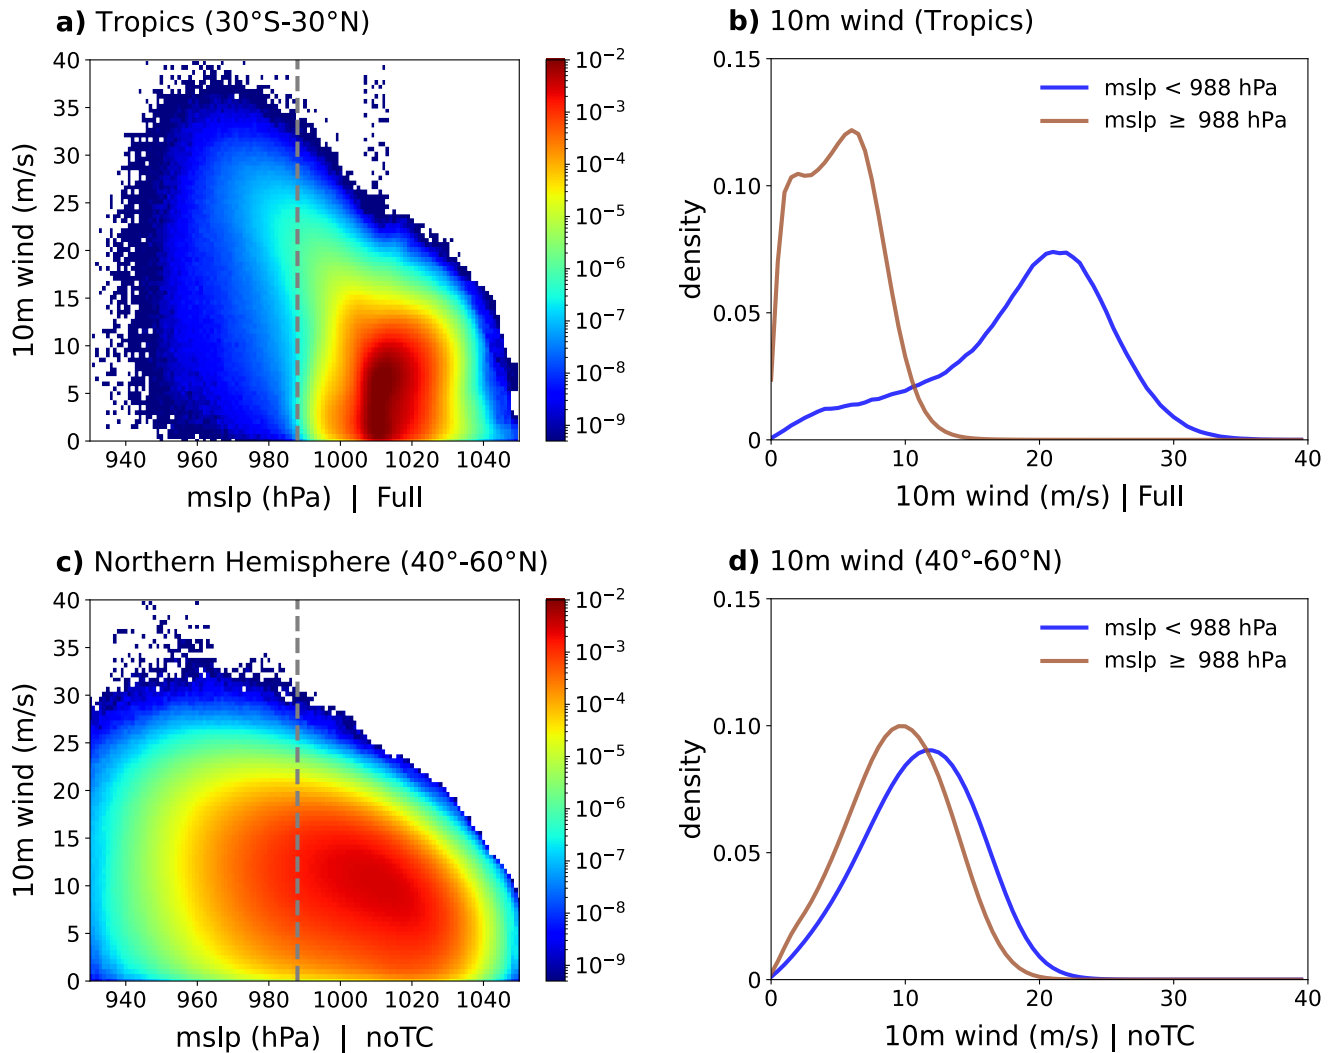 a) Tropics (30°S-30°N)
40
35
30
25
20
15
10
5
0
10m wind (m/s)
940 960 980 1000 1020 1040
mslp (hPa) | Full
10⁻²
10⁻³
10⁻⁴
10⁻⁵
10⁻⁶
10⁻⁷
10⁻⁸
10⁻⁹
b) 10m wind (Tropics)
0.15
0.10
0.05
0.00
density
mslp < 988 hPa
mslp ≥ 988 hPa
0 10 20 30 40
10m wind (m/s) | Full
c) Northern Hemisphere (40°-60°N)
40
35
30
25
20
15
10
5
0
10m wind (m/s)
940 960 980 1000 1020 1040
mslp (hPa) | noTC
10⁻²
10⁻³
10⁻⁴
10⁻⁵
10⁻⁶
10⁻⁷
10⁻⁸
10⁻⁹
d) 10m wind (40°-60°N)
0.15
0.10
0.05
0.00
density
mslp < 988 hPa
mslp ≥ 988 hPa
0 10 20 30 40
10m wind (m/s) | noTC